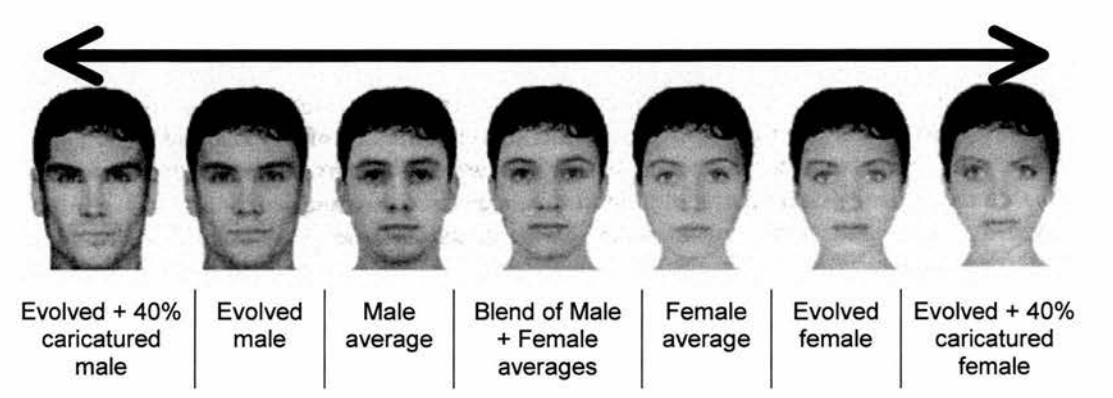 Evolved + 40%
caricatured
male
Evolved
male
Male
average
Blend of Male
+ Female
averages
Female
average
Evolved
female
Evolved + 40%
caricatured
female